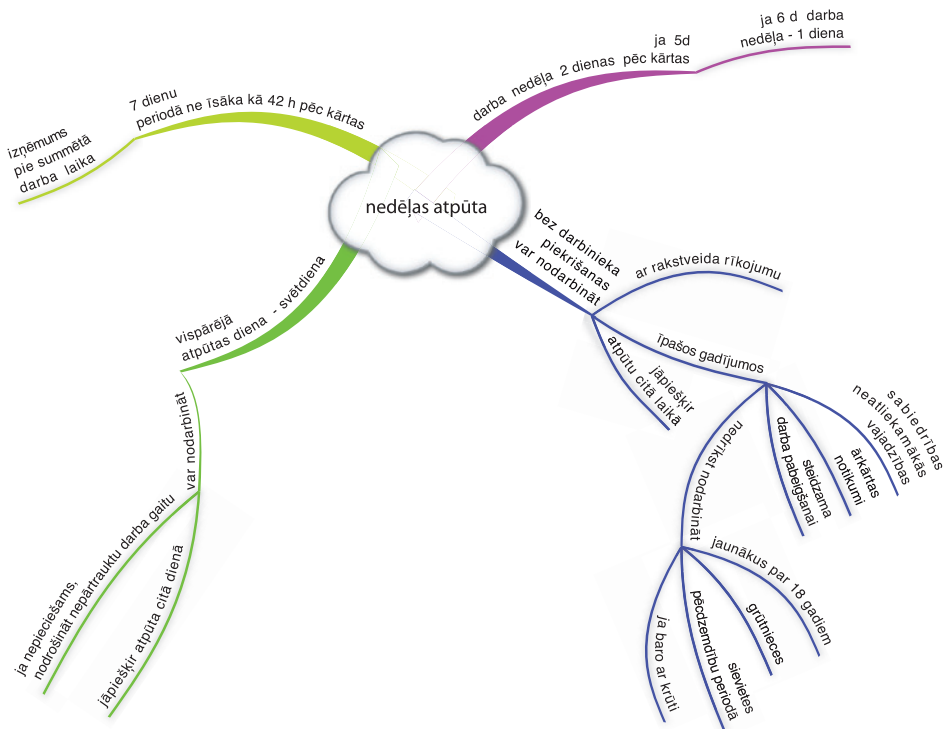 nedēļas atpūta
ja 5d
darba nedēļa 2 dienas pēc kārtas
ja 6 d darba
nedēļa - 1 diena
bez darbinieka
piekrišanas
var nodarbināt
ar rakstveida rīkojumu
īpašos gadījumos
sabiedrības
neatliekamākās
vajadzības
ārkārtas
notikumi
steidzama
darba pabeigšanai
nedrīkst nodarbināt
jaunākus par 18 gadiem
grūtnieces
sievietes
pēcdzemdību periodā
ja baro ar krūti
jāpiešķir
atpūtu citā laikā
vispārējā
atpūtas diena - svētdiena
var nodarbināt
jāpiešķir atpūta citā dienā
ja nepieciešams,
nodrošināt nepārtrauktu darba gaitu
7 dienu
periodā ne īsāka kā 42 h pēc kārtas
izņēmums
pie summētā
darba laika